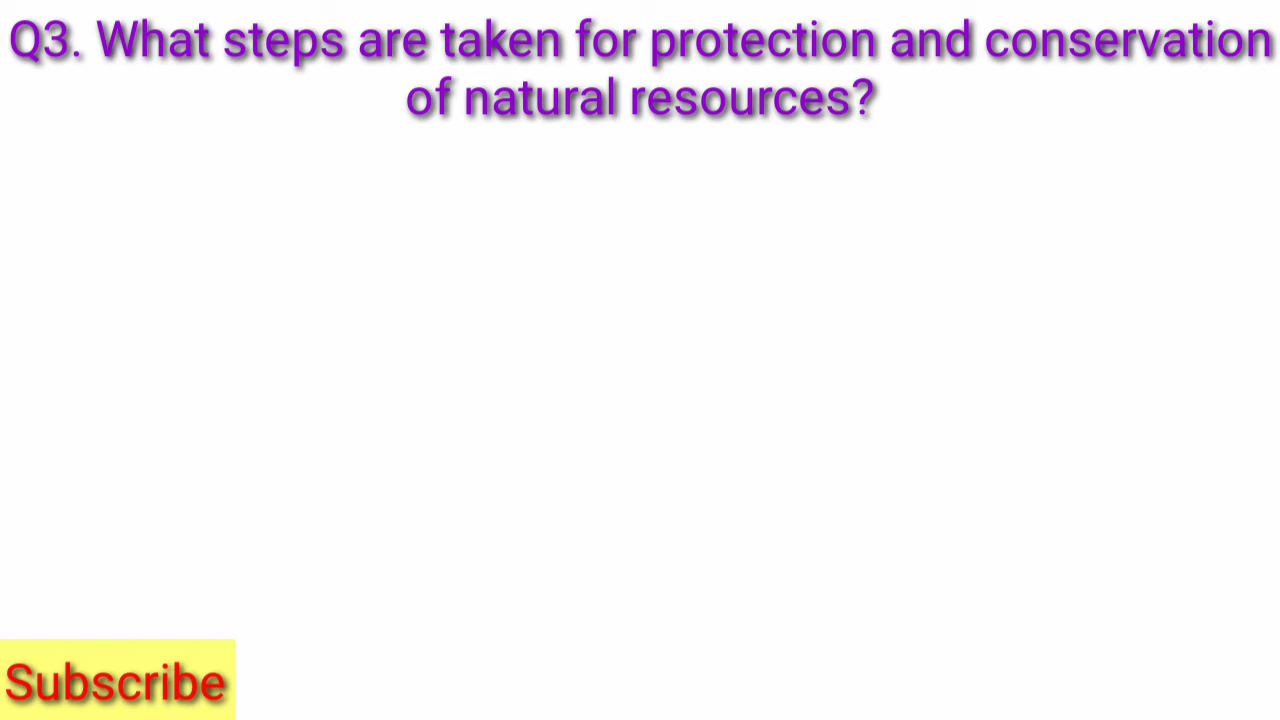 Q3. What steps are taken for protection and conservation
of natural resources?
Subscribe